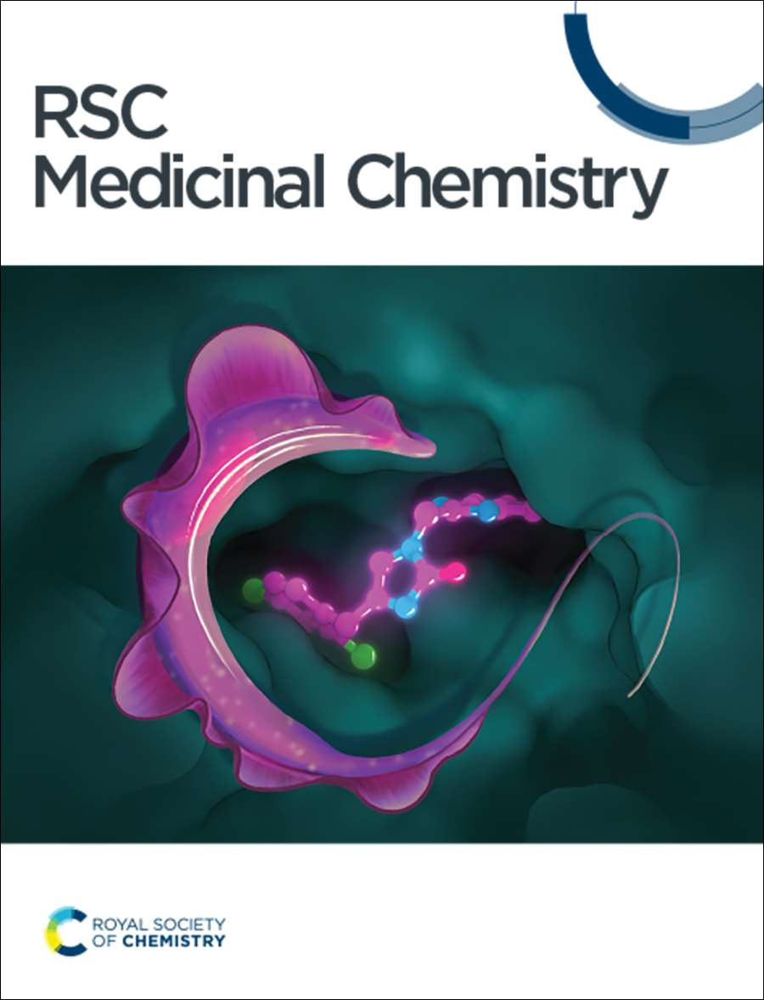 RSC
Medicinal Chemistry
ROYAL SOCIETY
OF CHEMISTRY